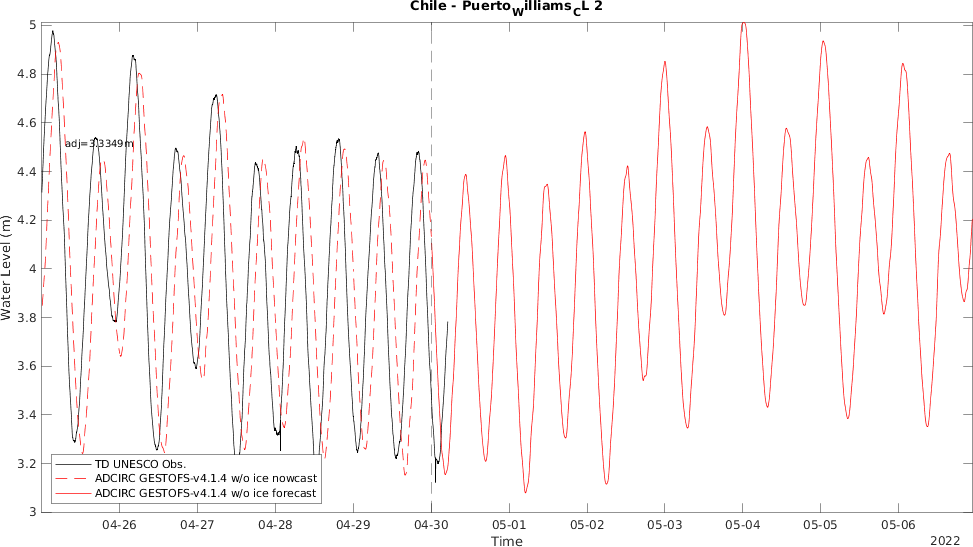 Chile - Puerto_Williams_CL 2
5
4.8
4.6
adj=3.3349m
4.4
4.2
4
3.8
3.6
3.4
3.2
3
Water Level (m)
TD UNESCO Obs.
ADCIRC GESTOFS-v4.1.4 w/o ice nowcast
ADCIRC GESTOFS-v4.1.4 w/o ice forecast
04-26 04-27 04-28 04-29 04-30 05-01 05-02 05-03 05-04 05-05 05-06
Time
2022